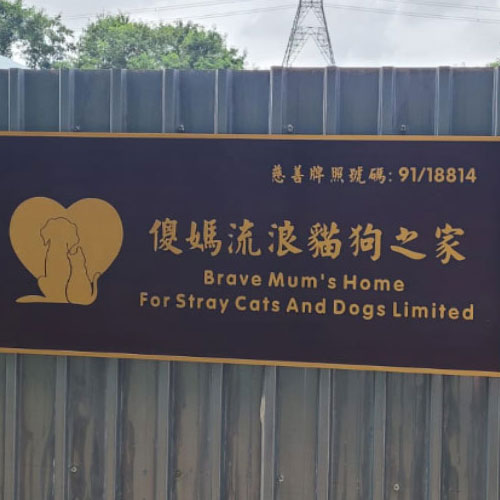 慈善牌照號碼: 91/18814
傻媽流浪貓狗之家
Brave Mum's Home
For Stray Cats And Dogs Limited